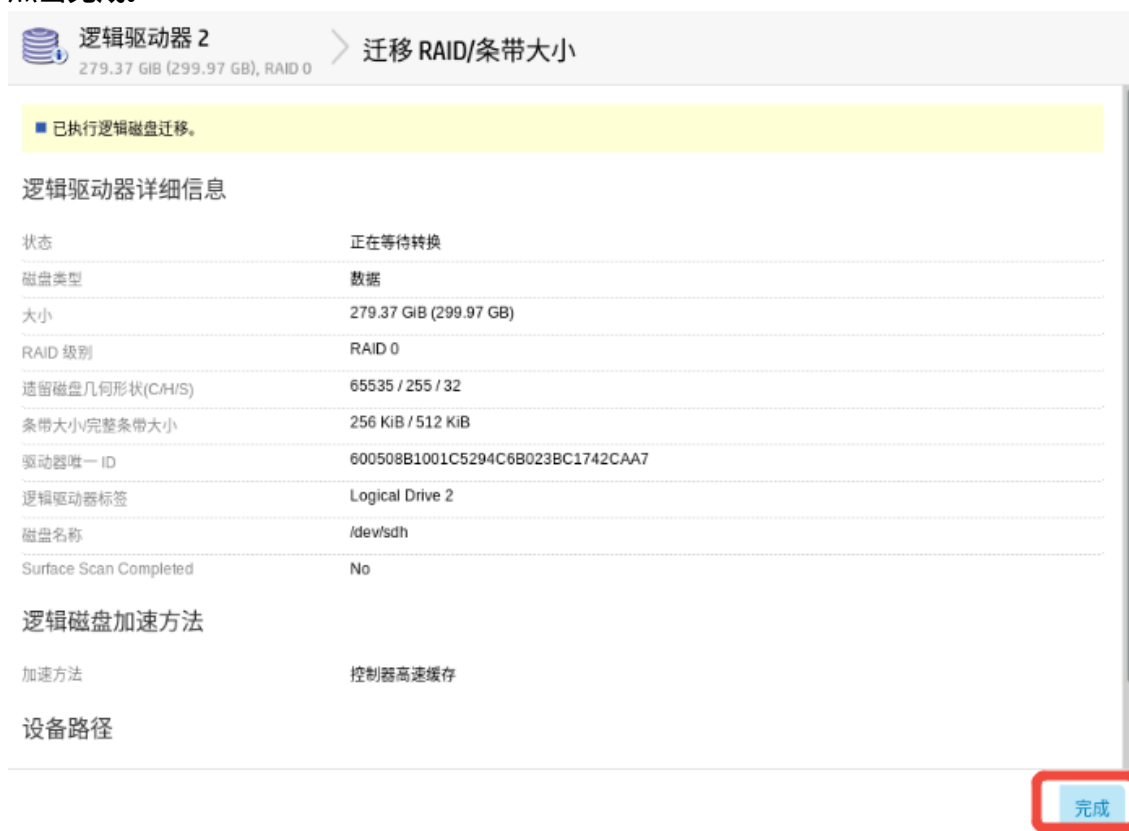 点击完成。
逻辑驱动器 2
279.37 GIB (299.97 GB), RAID 0
迁移 RAID/条带大小
已执行逻辑磁盘迁移。
逻辑驱动器详细信息
状态 正在等待转换
磁盘类型 数据
大小 279.37 GiB (299.97 GB)
RAID 级别 RAID 0
遗留磁盘几何形状(C/H/S) 65535 / 255 / 32
条带大小/完整条带大小 256 KiB / 512 KiB
驱动器唯一 ID 600508B1001C5294C6B023BC1742CAA7
逻辑驱动器标签 Logical Drive 2
磁盘名称 /dev/sdh
Surface Scan Completed No
逻辑磁盘加速方法
加速方法 控制器高速缓存
设备路径
完成